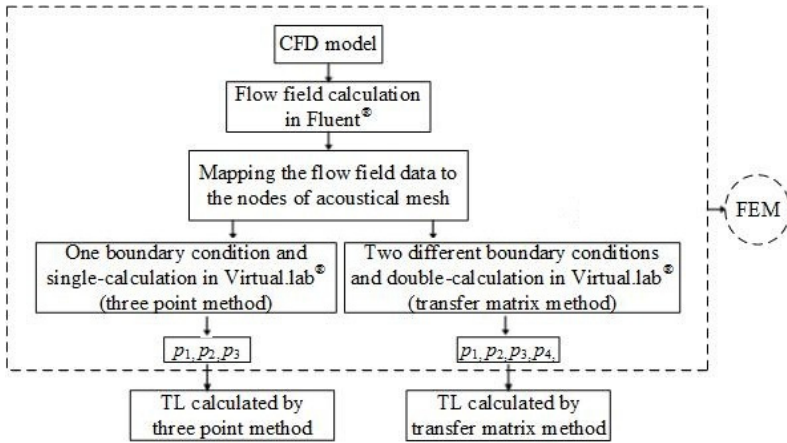 CFD model
Flow field calculation
in Fluent®
Mapping the flow field data to
the nodes of acoustical mesh
FEM
One boundary condition and
single-calculation in Virtual.lab®
(three point method)
Two different boundary conditions
and double-calculation in Virtual.lab®
(transfer matrix method)
p1, p2, p3
p1, p2, p3, p4,
TL calculated by
three point method
TL calculated by
transfer matrix method